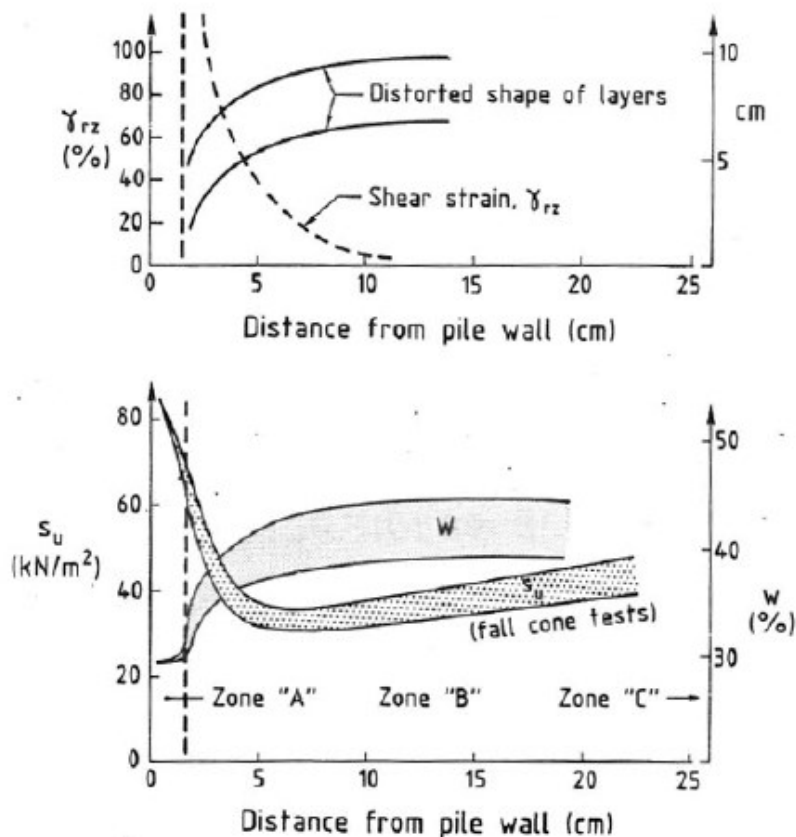 100
80
60
40
20
0
γrz
(%)
10
5
0
cm
Distorted shape of layers
Shear strain, γrz
0 5 10 15 20 25
Distance from pile wall (cm)
80
60
40
20
0
su
(kN/m²)
50
40
30
w
(%)
W
su
(fall cone tests)
Zone "A" Zone "B" Zone "C"
0 5 10 15 20 25
Distance from pile wall (cm)